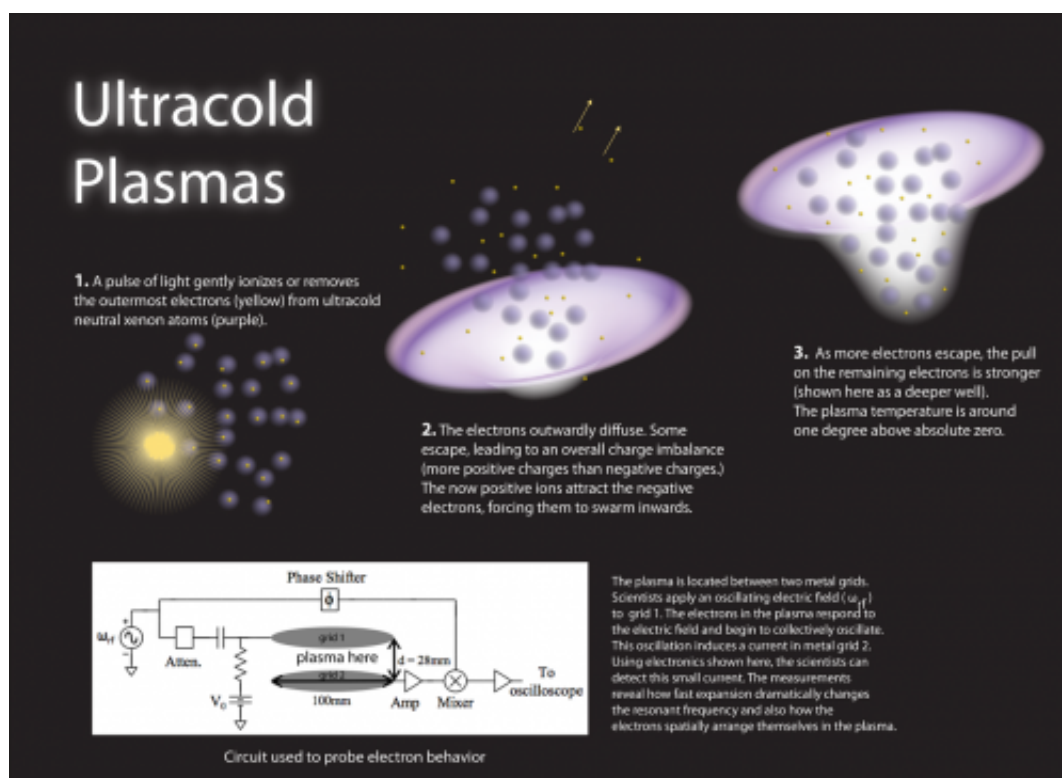 Ultracold
Plasmas
1. A pulse of light gently ionizes or removes
the outermost electrons (yellow) from ultracold
neutral xenon atoms (purple).
2. The electrons outwardly diffuse. Some
escape, leading to an overall charge imbalance
(more positive charges than negative charges.)
The now positive ions attract the negative
electrons, forcing them to swarm inwards.
3. As more electrons escape, the pull
on the remaining electrons is stronger
(shown here as a deeper well).
The plasma temperature is around
one degree above absolute zero.
Phase Shifter
ϕ
ωrf
+
−
Atten.
V₀
grid 1
plasma here
d = 28mm
grid 2
100mm
Amp
Mixer
To
oscilloscope
Circuit used to probe electron behavior
The plasma is located between two metal grids.
Scientists apply an oscillating electric field (ωrf)
to grid 1. The electrons in the plasma respond to
the electric field and begin to collectively oscillate.
This oscillation induces a current in metal grid 2.
Using electronics shown here, the scientists can
detect this small current. The measurements
reveal how fast expansion dramatically changes
the resonant frequency and also how the
electrons spatially arrange themselves in the plasma.